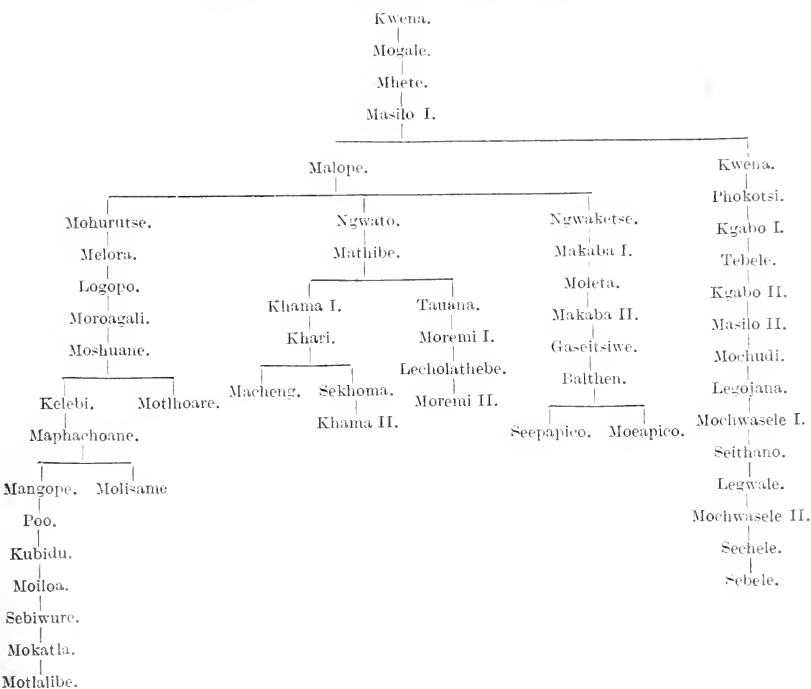 Kwena.
Mogale.
Mhete.
Masilo I.
Malope. Kwena.
Mohurutse. Ngwato. Ngwaketse. Phokotsi.
Melora. Mathibe. Makaba I. Kgabo I.
Logopo. Khama I. Tauana. Moleta. Tebele.
Moroagali. Khari. Moremi I. Makaba II. Kgabo II.
Moshuane. Macheng. Sekhoma. Lecholathebe. Gaseitsiwe. Masilo II.
Kelebi. Motlhoare. Khama II. Moremi II. Balthen. Mochudi.
Maphachoane. Seepapico. Moeapico. Legojana.
Mangope. Molisame Mochwasele I.
Poo. Seithano.
Kubidu. Legwale.
Moiloa. Mochwasele II.
Sebiwure. Sechele.
Mokatla. Sebele.
Motlalibe.